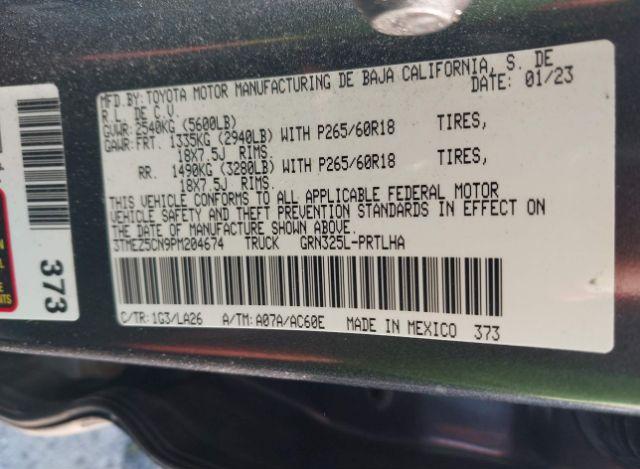 MFD.BY: TOYOTA MOTOR MANUFACTURING DE BAJA CALIFORNIA, S. DE
R.L. DE C.V. DATE: 01/23
GVWR: 2540KG (5600LB)
GAWR: FRT. 1335KG (2940LB) WITH P265/60R18 TIRES,
18X7.5J RIMS.
RR. 1490KG (3280LB) WITH P265/60R18 TIRES,
18X7.5J RIMS.
THIS VEHICLE CONFORMS TO ALL APPLICABLE FEDERAL MOTOR
VEHICLE SAFETY AND THEFT PREVENTION STANDARDS IN EFFECT ON
THE DATE OF MANUFACTURE SHOWN ABOVE.
3TMEZ5CN9PM204674 TRUCK GRN325L-PRTLHA
C/TR: 1G3/LA26 A/TM: A07A/AC60E MADE IN MEXICO 373
373